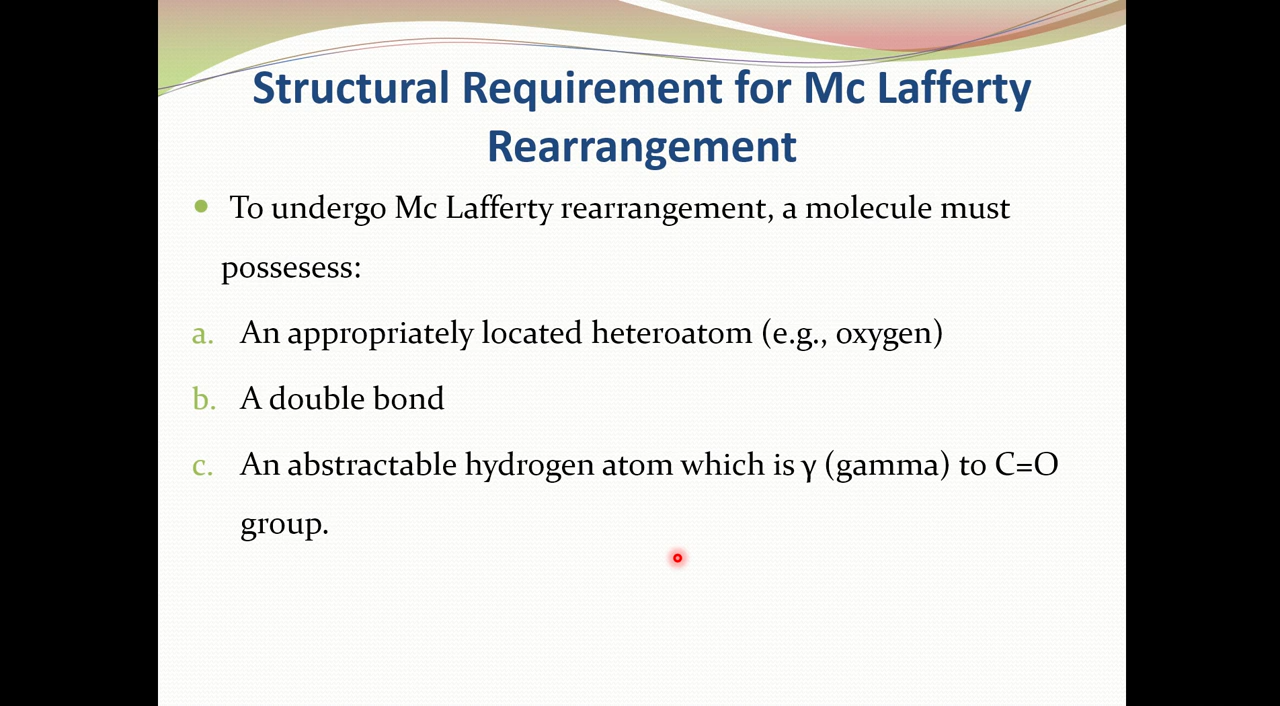 Structural Requirement for Mc Lafferty
Rearrangement
• To undergo Mc Lafferty rearrangement, a molecule must
possesess:
a. An appropriately located heteroatom (e.g., oxygen)
b. A double bond
c. An abstractable hydrogen atom which is γ (gamma) to C=O
group.